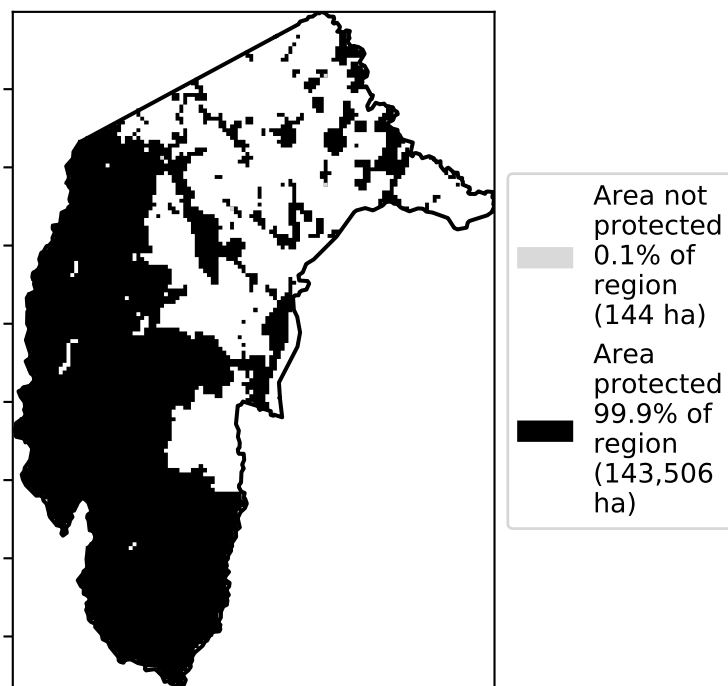 Area not
protected
0.1% of
region
(144 ha)
Area
protected
99.9% of
region
(143,506
ha)